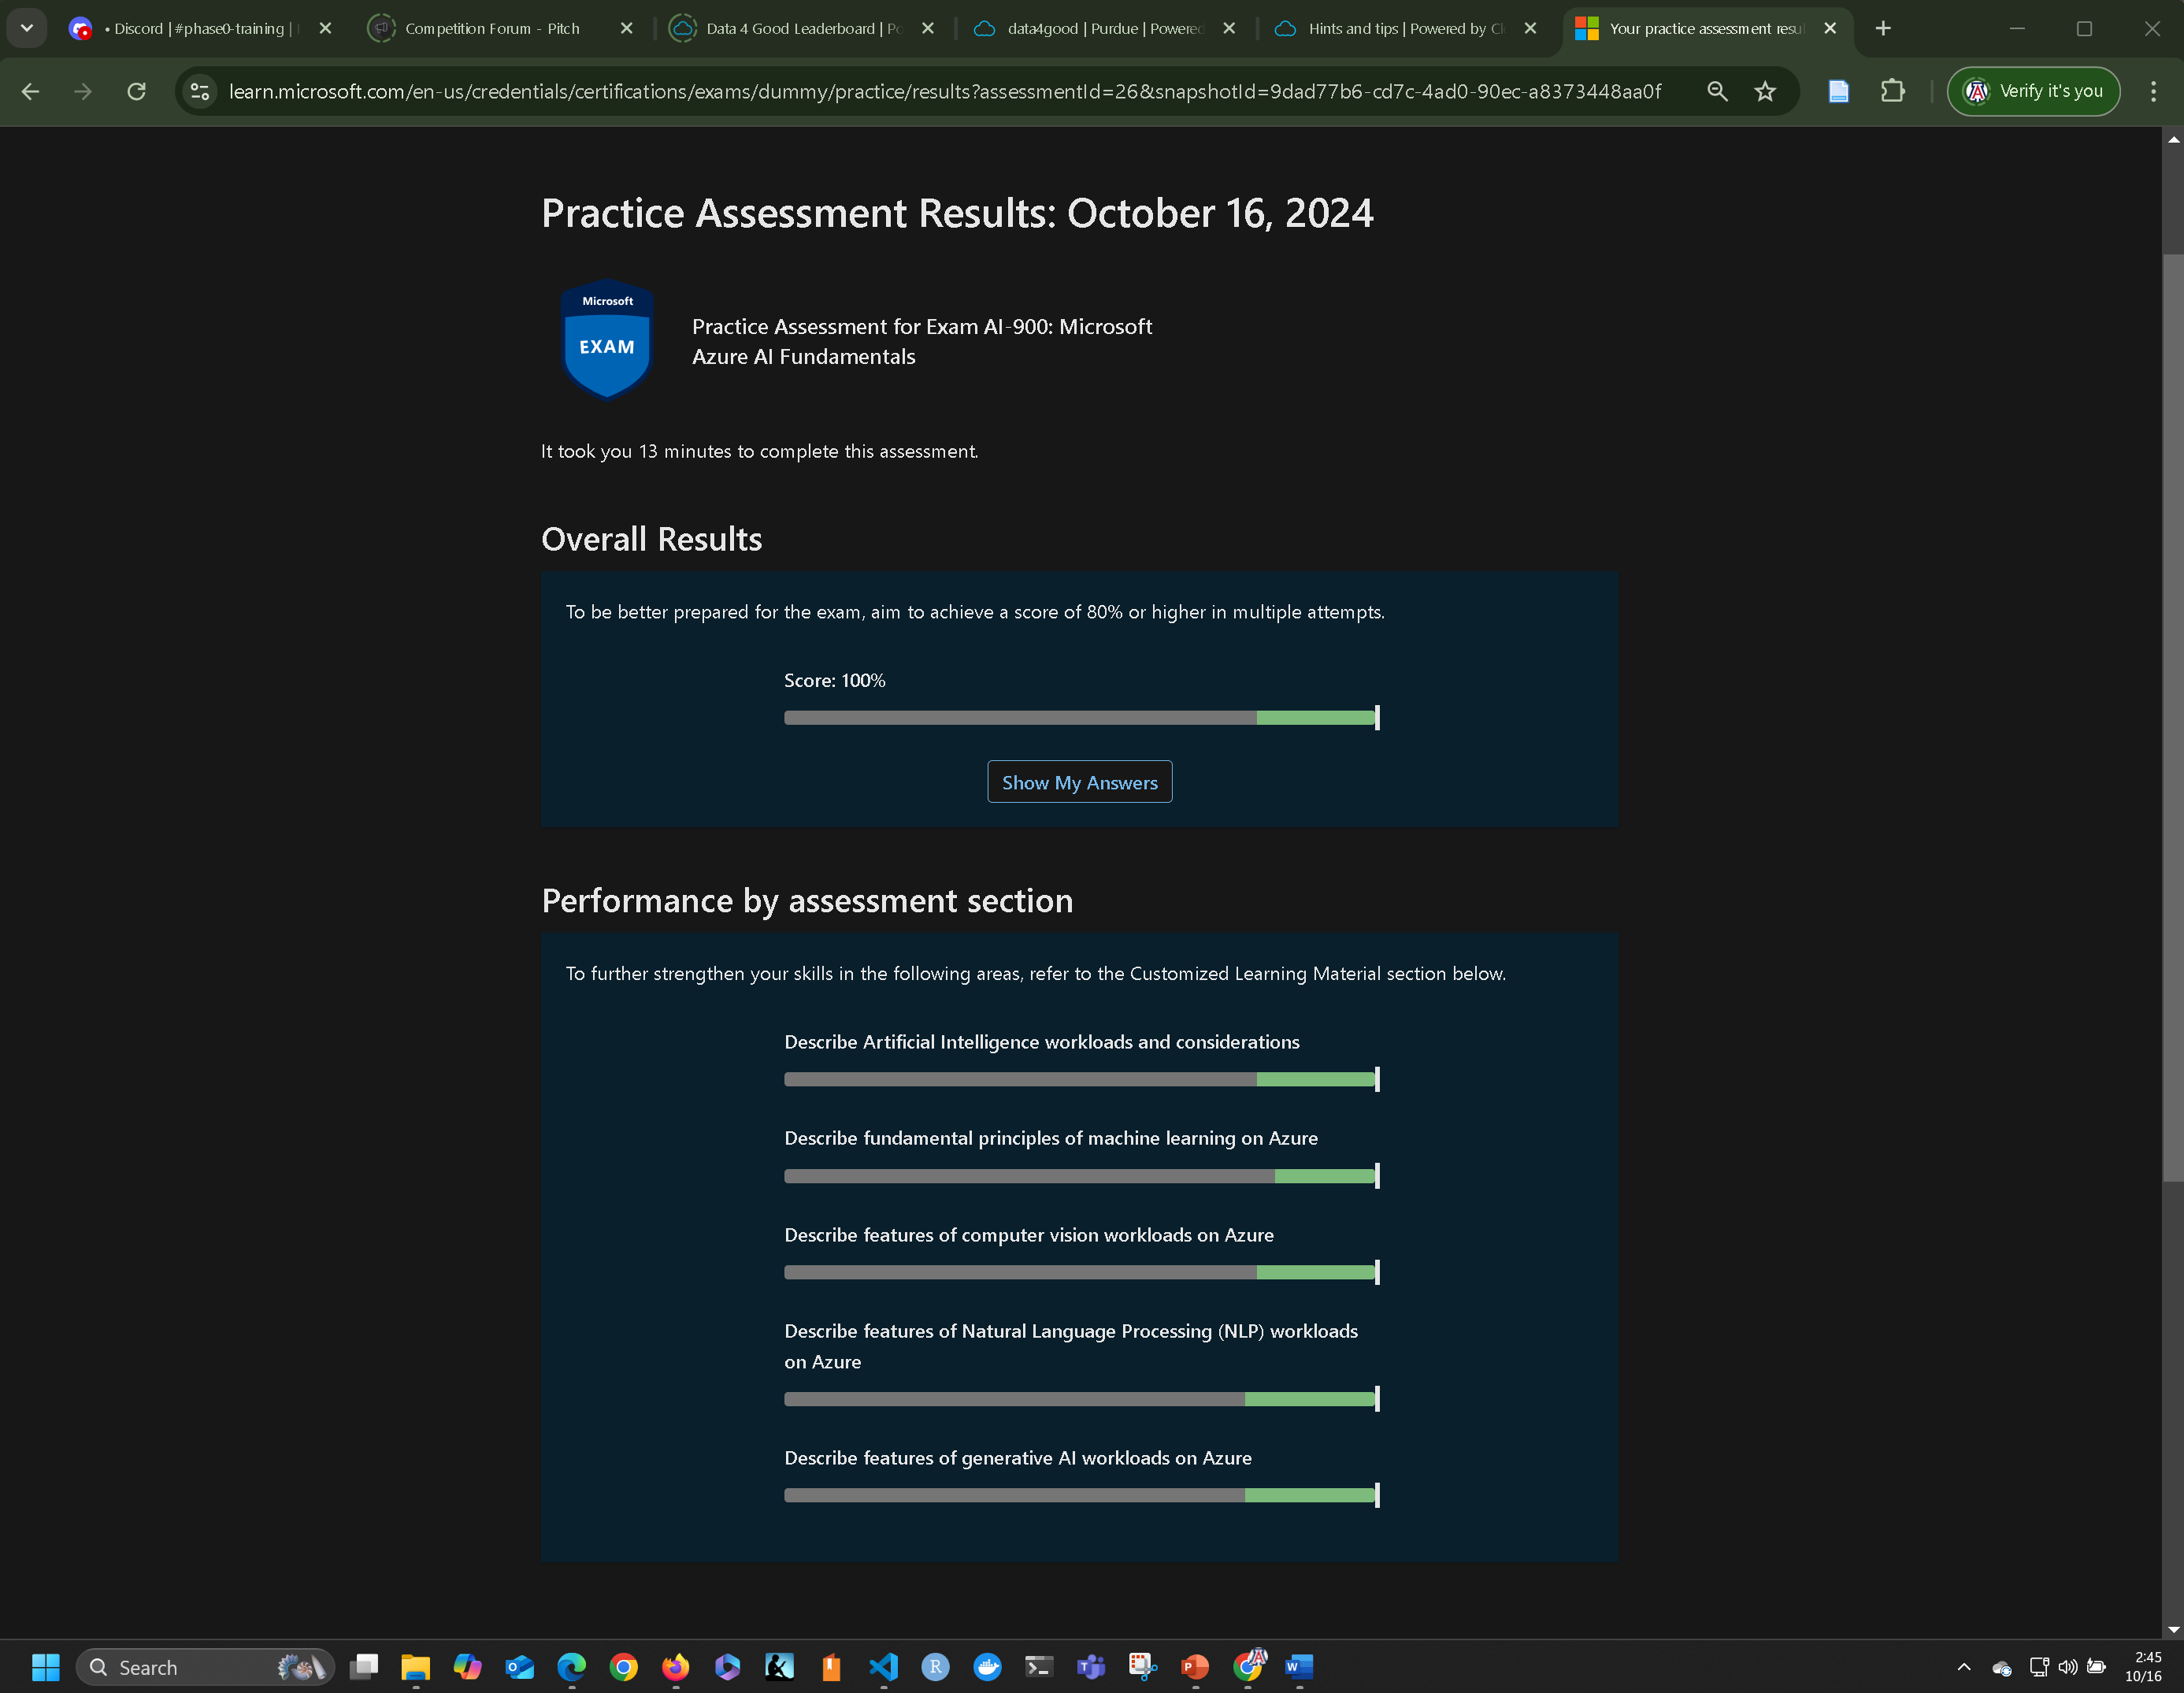 • Discord | #phase0-training |
Competition Forum - Pitch
Data 4 Good Leaderboard | Po
data4good | Purdue | Powered
Hints and tips | Powered by Cl
Your practice assessment resul
learn.microsoft.com/en-us/credentials/certifications/exams/dummy/practice/results?assessmentId=26&snapshotId=9dad77b6-cd7c-4ad0-90ec-a8373448aa0f
Verify it's you
Practice Assessment Results: October 16, 2024
Microsoft
EXAM
Practice Assessment for Exam AI-900: Microsoft
Azure AI Fundamentals
It took you 13 minutes to complete this assessment.
Overall Results
To be better prepared for the exam, aim to achieve a score of 80% or higher in multiple attempts.
Score: 100%
Show My Answers
Performance by assessment section
To further strengthen your skills in the following areas, refer to the Customized Learning Material section below.
Describe Artificial Intelligence workloads and considerations
Describe fundamental principles of machine learning on Azure
Describe features of computer vision workloads on Azure
Describe features of Natural Language Processing (NLP) workloads
on Azure
Describe features of generative AI workloads on Azure
Search
2:45
10/16